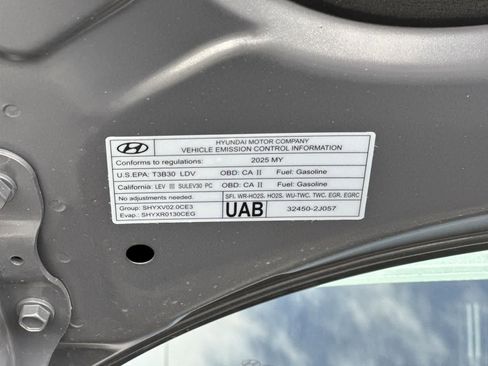 HYUNDAI MOTOR COMPANY
VEHICLE EMISSION CONTROL INFORMATION
Conforms to regulations: 2025 MY
U.S.EPA: T3B30 LDV OBD: CA II Fuel: Gasoline
California: LEV III SULEV30 PC OBD: CA II Fuel: Gasoline
No adjustments needed. SFI, WR-HO2S, HO2S, WU-TWC, TWC, EGR, EGRC
Group: SHYXV02.0CE3
Evap.: SHYXR0130CEG
UAB 32450-2J057